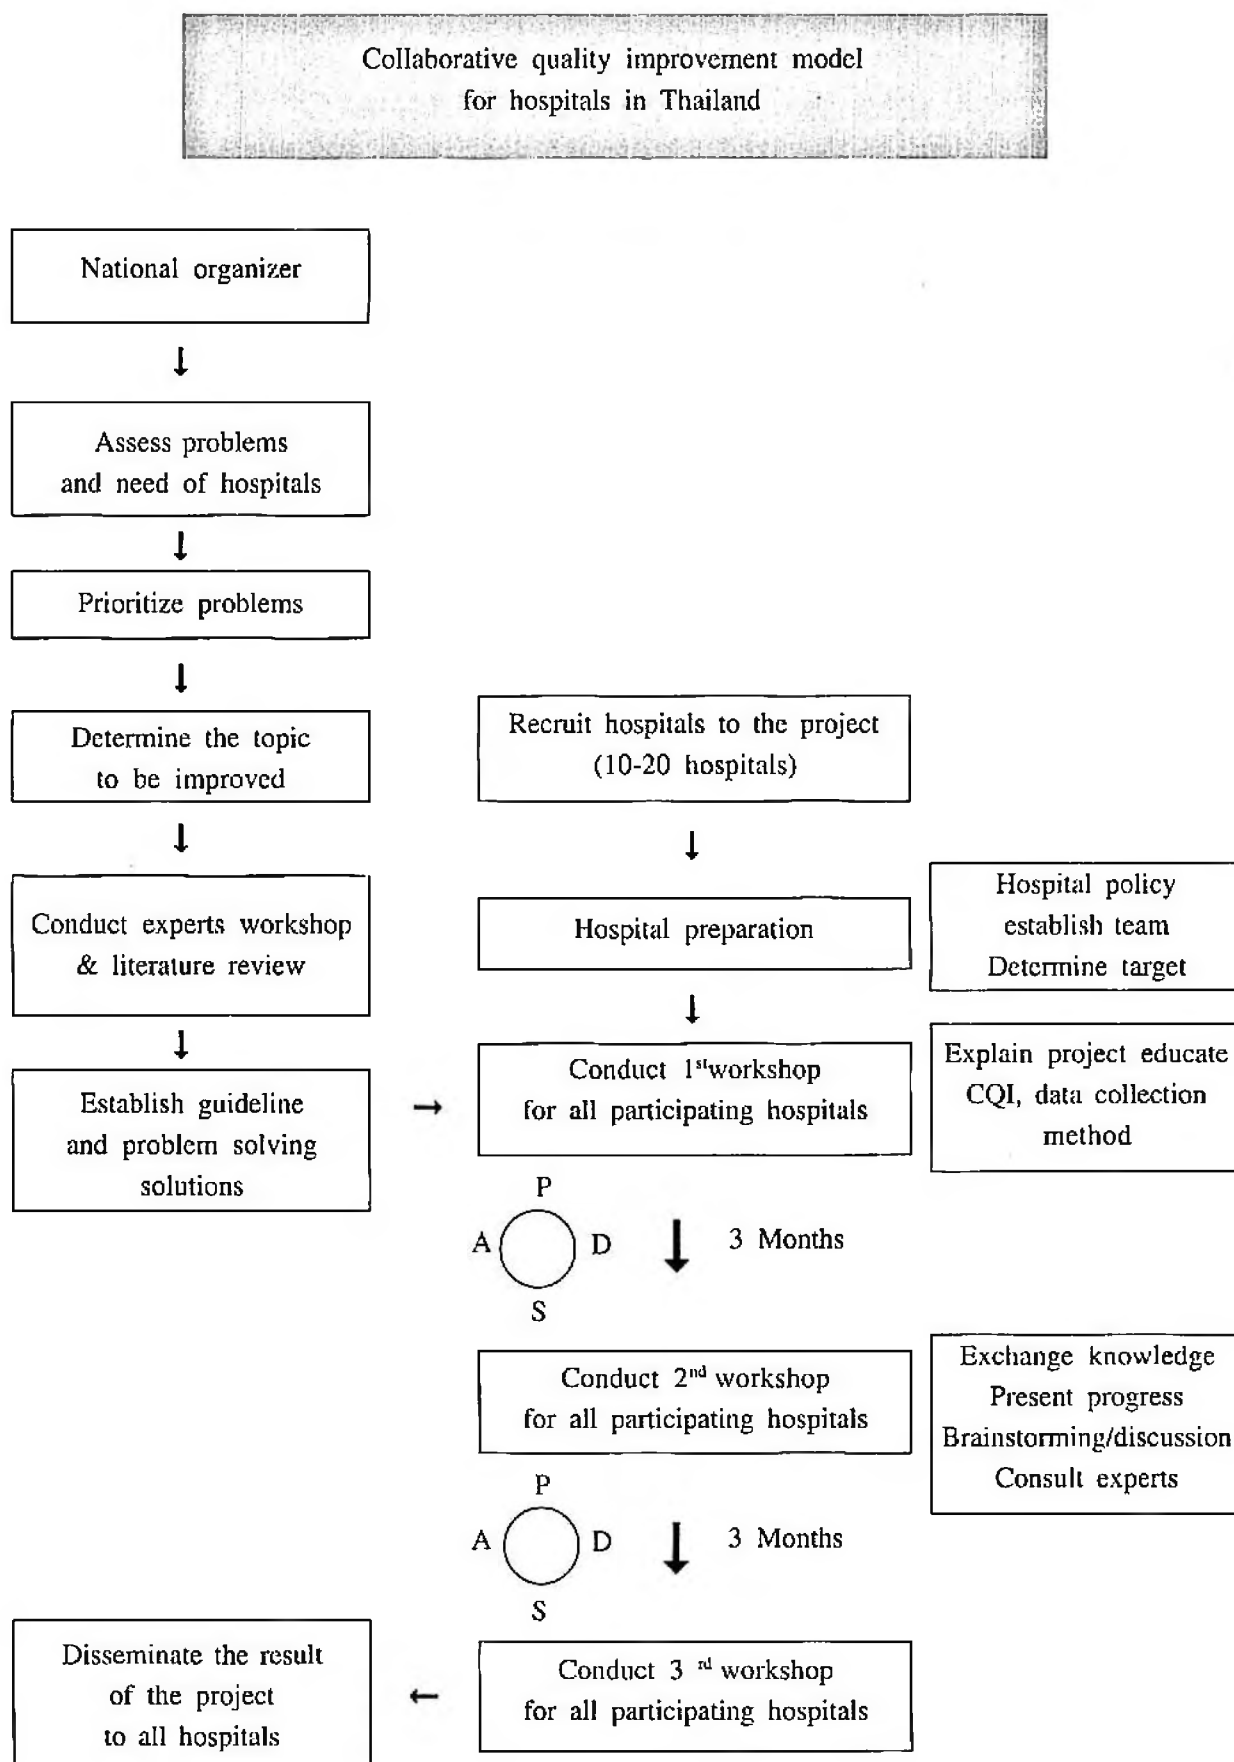 Collaborative quality improvement model
for hospitals in Thailand
National organizer
Assess problems
and need of hospitals
Prioritize problems
Determine the topic
to be improved
Conduct experts workshop
& literature review
Establish guideline
and problem solving
solutions
Recruit hospitals to the project
(10-20 hospitals)
Hospital preparation
Hospital policy
establish team
Determine target
Conduct 1st workshop
for all participating hospitals
Explain project educate
CQI, data collection
method
P
A
D
S
3 Months
Conduct 2nd workshop
for all participating hospitals
Exchange knowledge
Present progress
Brainstorming/discussion
Consult experts
P
A
D
S
3 Months
Conduct 3 rd workshop
for all participating hospitals
Disseminate the result
of the project
to all hospitals